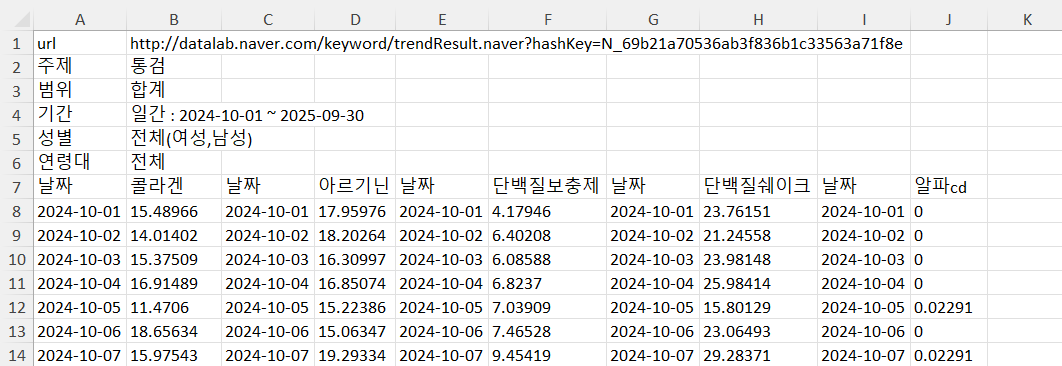 A B C D E F G H I J K
1 url http://datalab.naver.com/keyword/trendResult.naver?hashKey=N_69b21a70536ab3f836b1c33563a71f8e
2 주제 통검
3 범위 합계
4 기간 일간 : 2024-10-01 ~ 2025-09-30
5 성별 전체(여성,남성)
6 연령대 전체
7 날짜 콜라겐 날짜 아르기닌 날짜 단백질보충제 날짜 단백질쉐이크 날짜 알파cd
8 2024-10-01 15.48966 2024-10-01 17.95976 2024-10-01 4.17946 2024-10-01 23.76151 2024-10-01 0
9 2024-10-02 14.01402 2024-10-02 18.20264 2024-10-02 6.40208 2024-10-02 21.24558 2024-10-02 0
10 2024-10-03 15.37509 2024-10-03 16.30997 2024-10-03 6.08588 2024-10-03 23.98148 2024-10-03 0
11 2024-10-04 16.91489 2024-10-04 16.85074 2024-10-04 6.8237 2024-10-04 25.98414 2024-10-04 0
12 2024-10-05 11.4706 2024-10-05 15.22386 2024-10-05 7.03909 2024-10-05 15.80129 2024-10-05 0.02291
13 2024-10-06 18.65634 2024-10-06 15.06347 2024-10-06 7.46528 2024-10-06 23.06493 2024-10-06 0
14 2024-10-07 15.97543 2024-10-07 19.29334 2024-10-07 9.45419 2024-10-07 29.28371 2024-10-07 0.02291